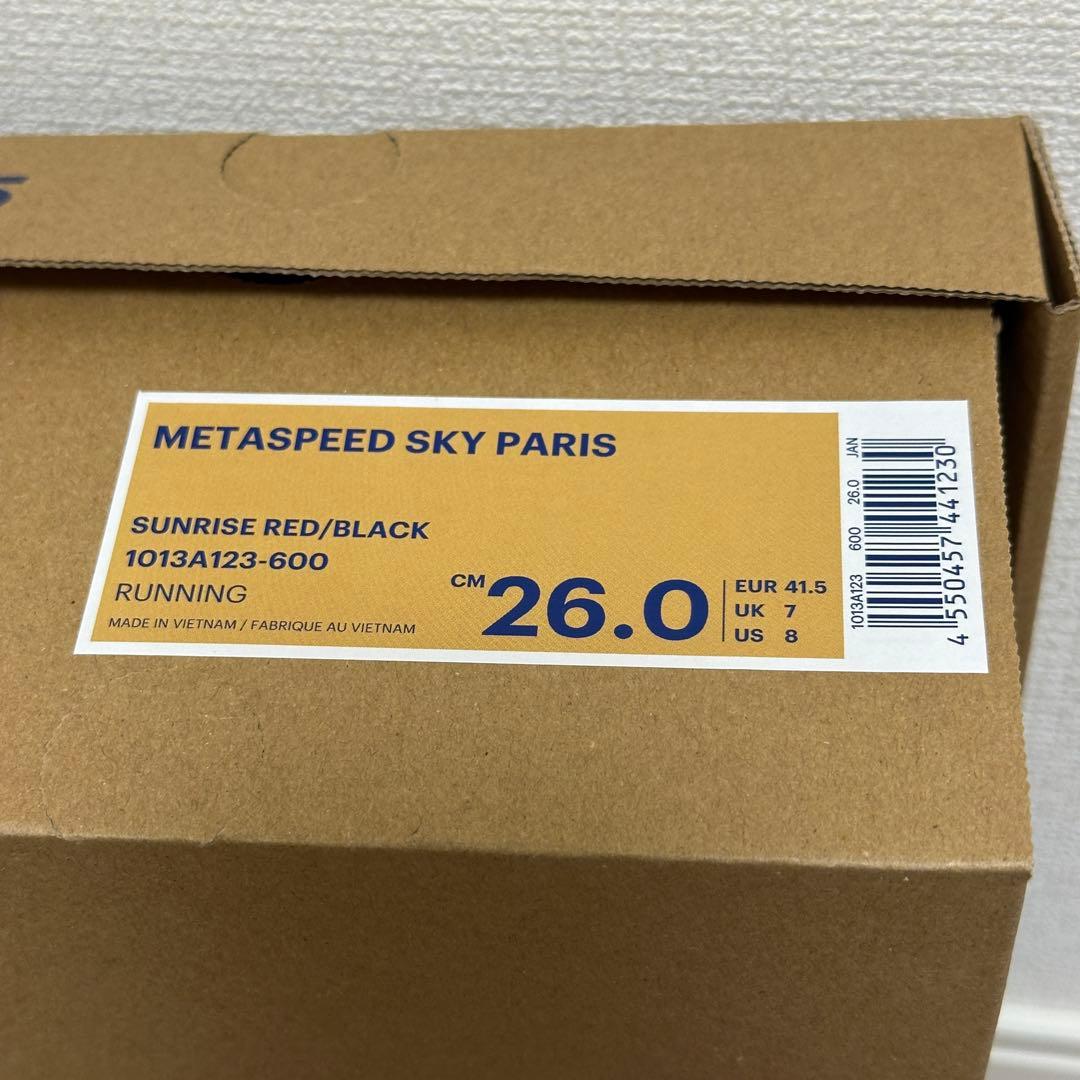 METASPEED SKY PARIS
SUNRISE RED/BLACK
1013A123-600
RUNNING
MADE IN VIETNAM / FABRIQUE AU VIETNAM
CM 26.0
EUR 41.5
UK 7
US 8
1013A123 600 26.0 JAN
4 550457 441230